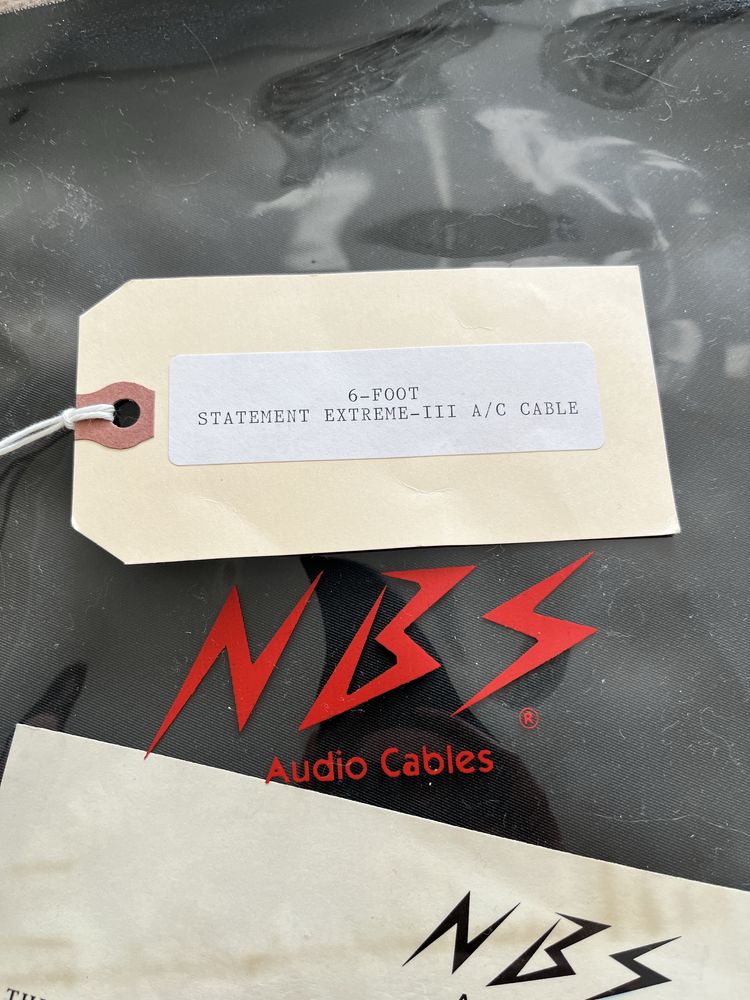 6-FOOT
STATEMENT EXTREME-III A/C CABLE
NBS
®
Audio Cables
NBS